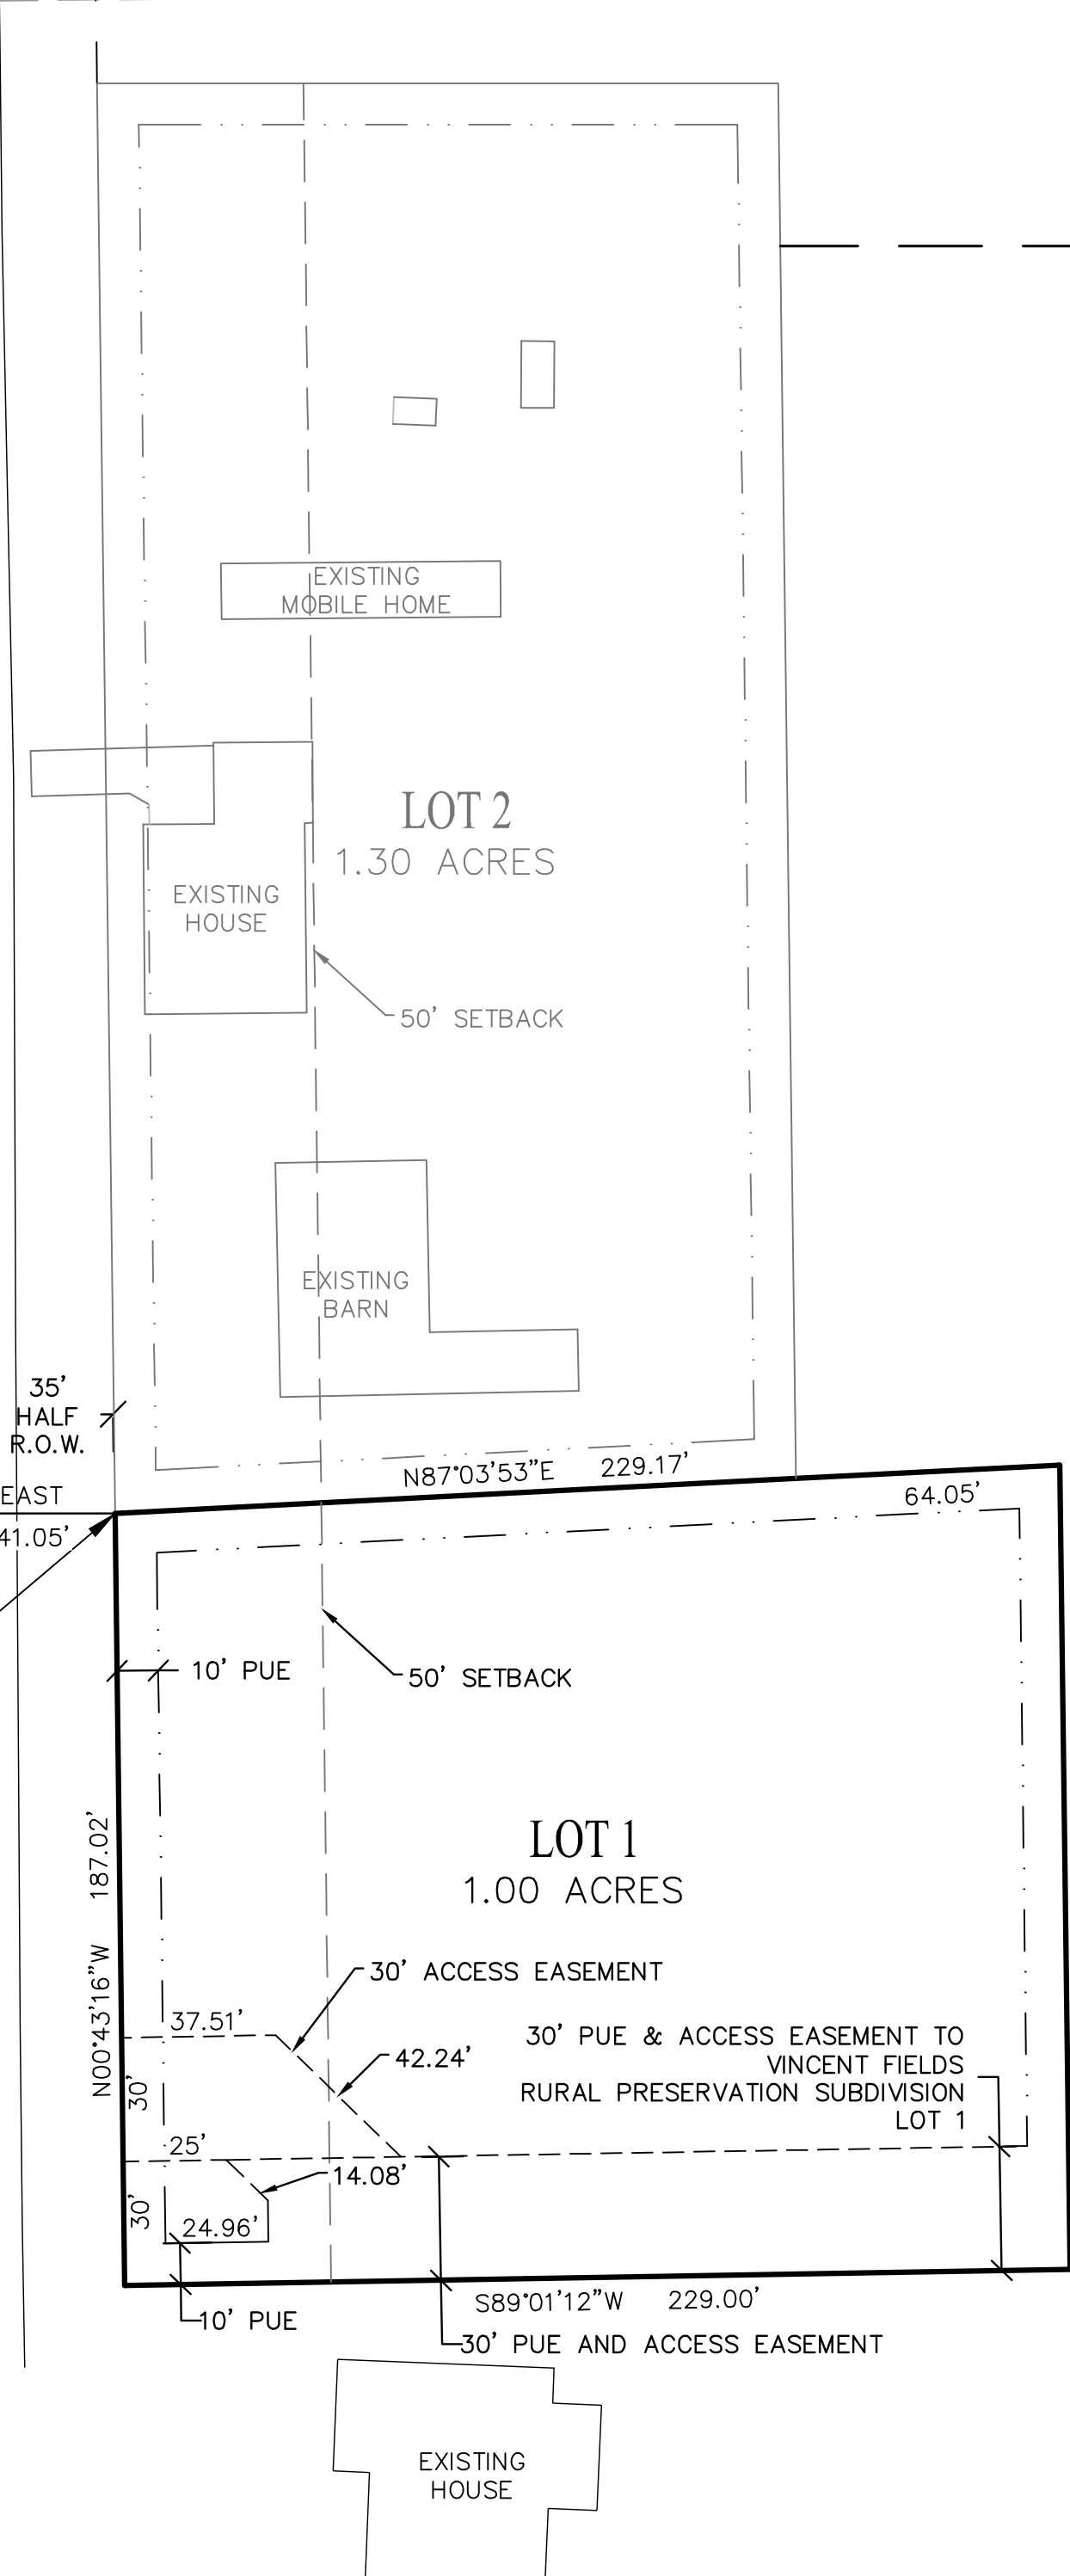 EXISTING
MOBILE HOME
LOT 2
1.30 ACRES
EXISTING
HOUSE
50' SETBACK
EXISTING
BARN
35'
HALF
R.O.W.
N87°03'53"E 229.17'
EAST
41.05'
64.05'
10' PUE
50' SETBACK
N00°43'16"W 187.02'
LOT 1
1.00 ACRES
30' ACCESS EASEMENT
37.51'
42.24'
30' PUE & ACCESS EASEMENT TO
VINCENT FIELDS
RURAL PRESERVATION SUBDIVISION
LOT 1
30'
25'
14.08'
30'
24.96'
S89°01'12"W 229.00'
10' PUE
30' PUE AND ACCESS EASEMENT
EXISTING
HOUSE